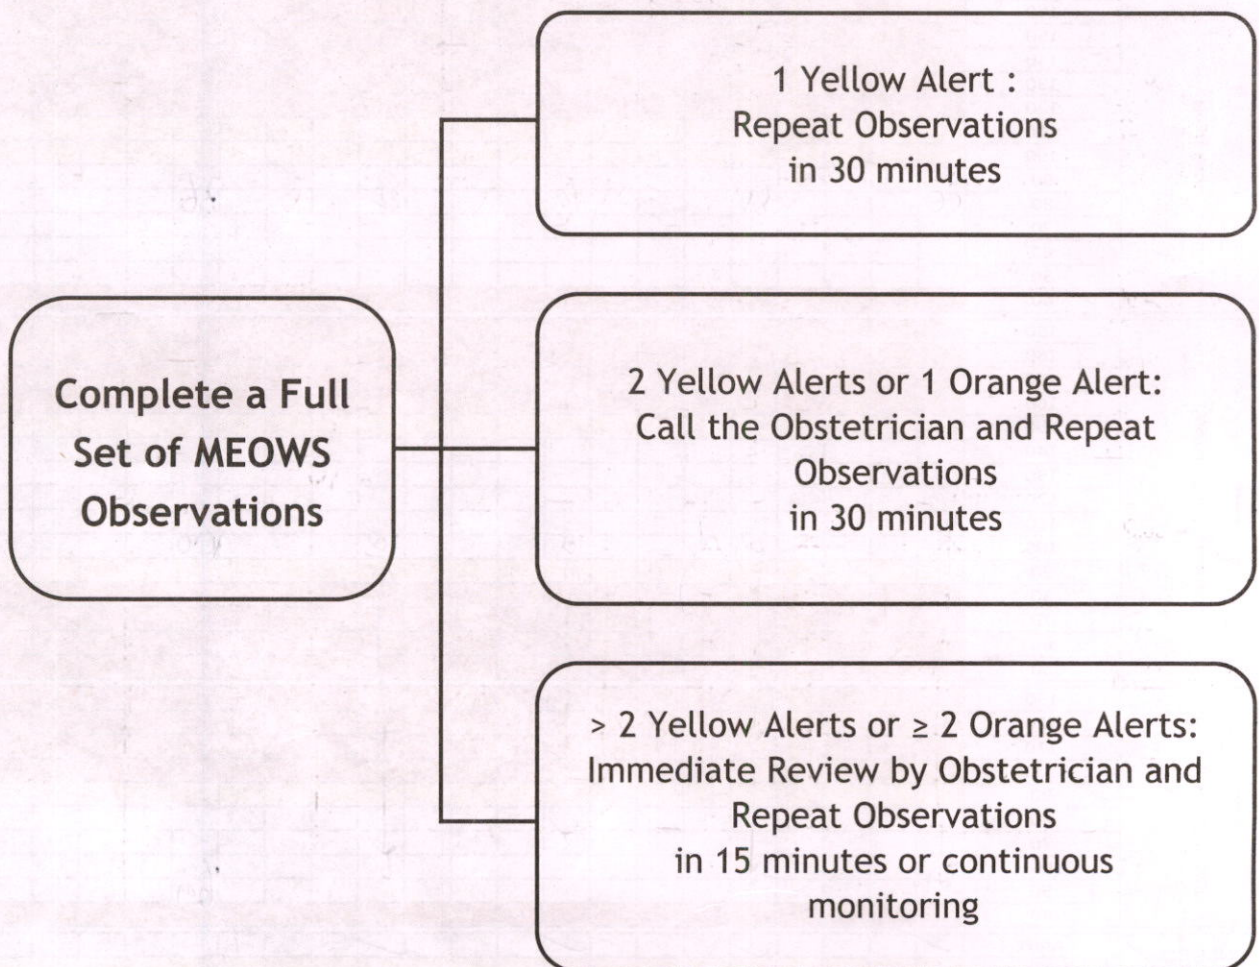 1 Yellow Alert :
Repeat Observations
in 30 minutes
Complete a Full
Set of MEOWS
Observations
2 Yellow Alerts or 1 Orange Alert:
Call the Obstetrician and Repeat
Observations
in 30 minutes
> 2 Yellow Alerts or ≥ 2 Orange Alerts:
Immediate Review by Obstetrician and
Repeat Observations
in 15 minutes or continuous
monitoring